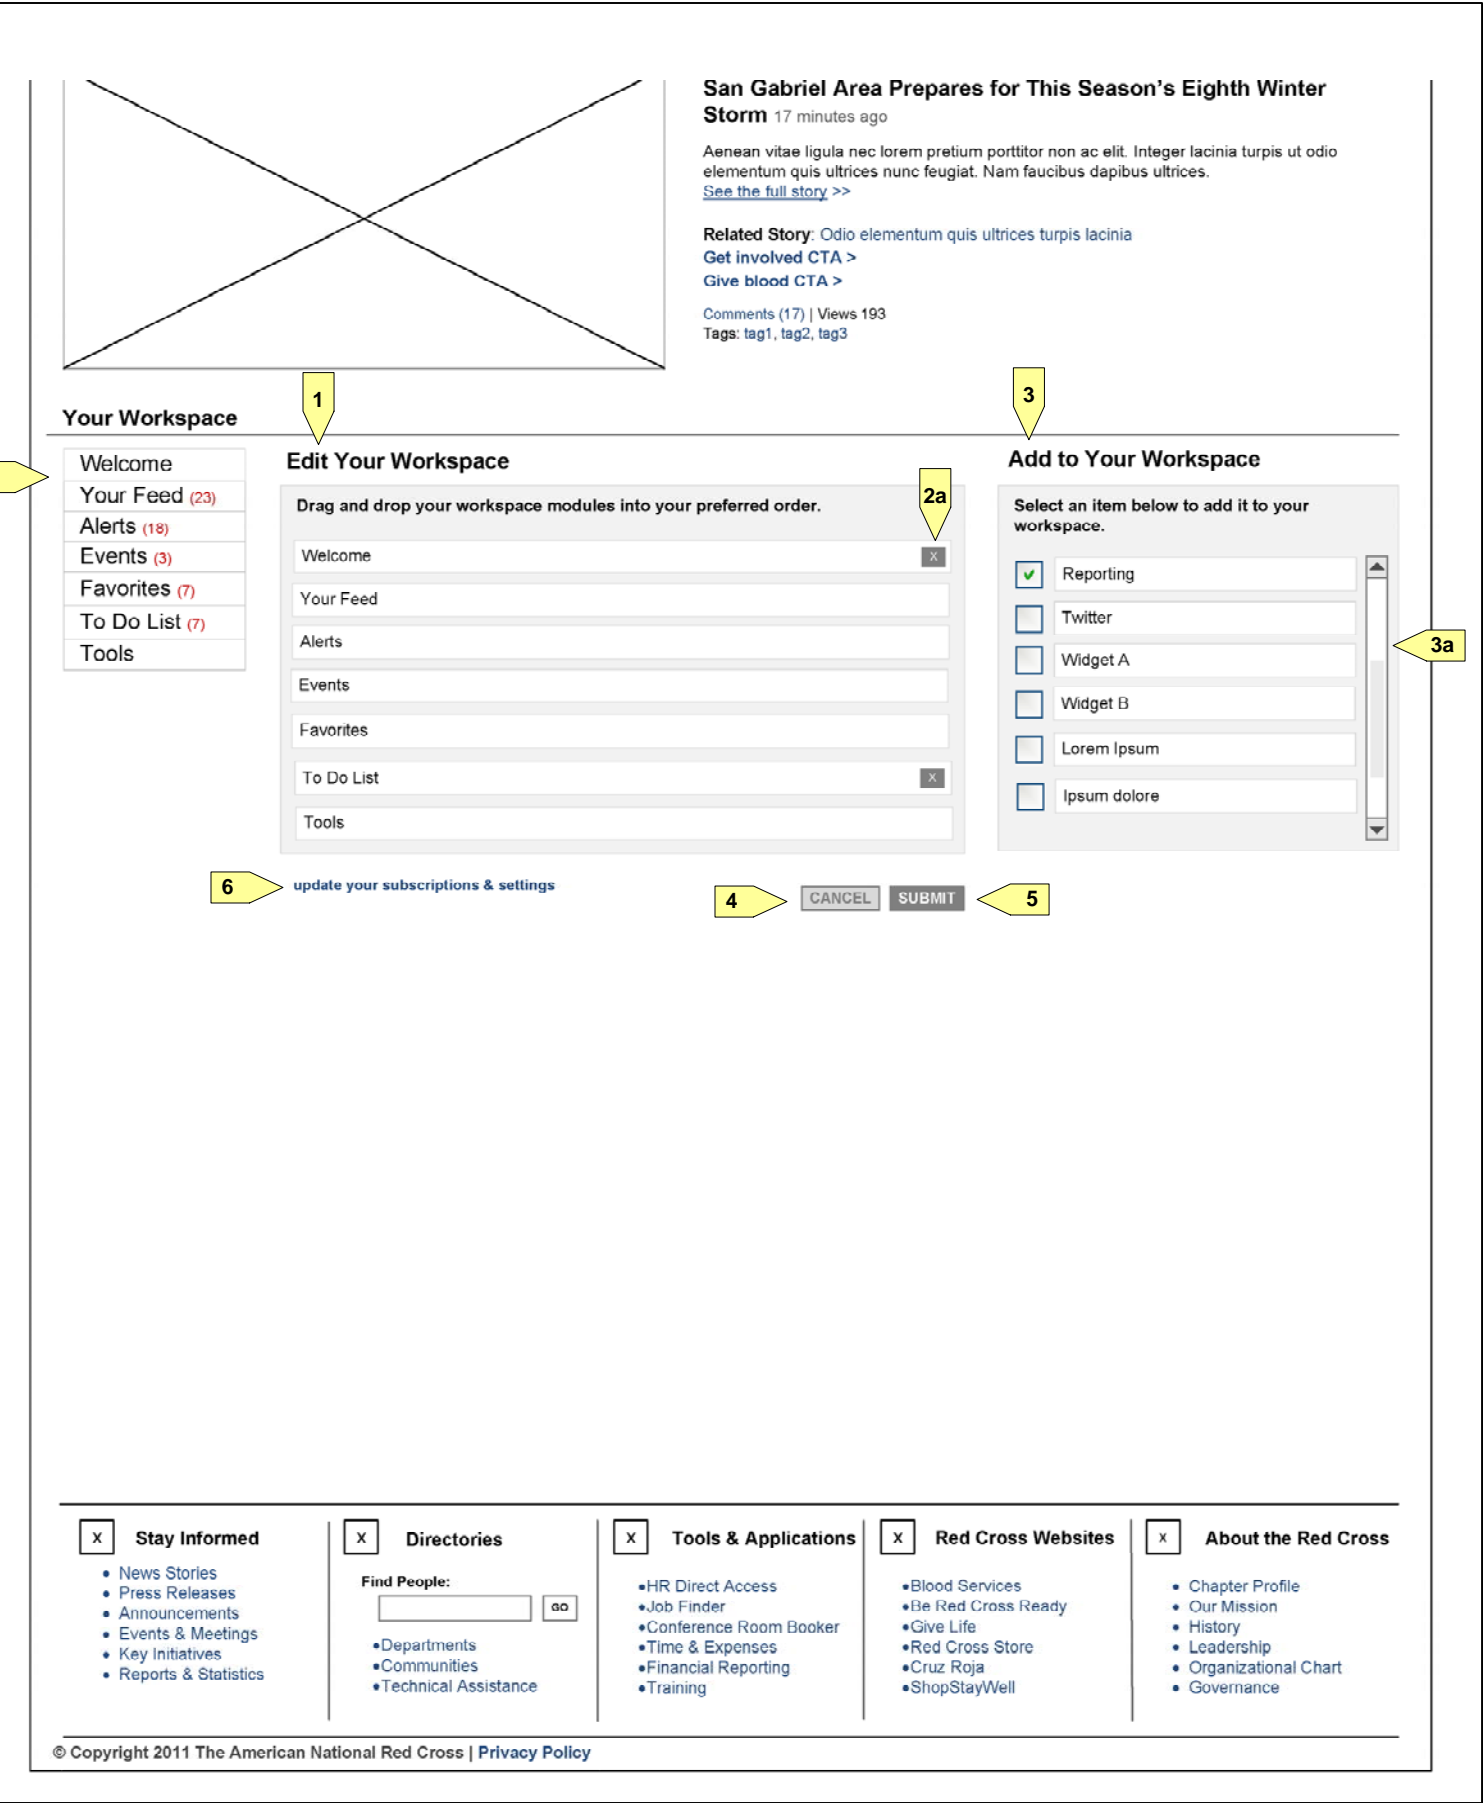 San Gabriel Area Prepares for This Season's Eighth Winter
Storm 17 minutes ago
Aenean vitae ligula nec lorem pretium porttitor non ac elit. Integer lacinia turpis ut odio
elementum quis ultrices nunc feugiat. Nam faucibus dapibus ultrices.
See the full story >>
Related Story: Odio elementum quis ultrices turpis lacinia
Get involved CTA >
Give blood CTA >
Comments (17) | Views 193
Tags: tag1, tag2, tag3
1
3
Your Workspace
Welcome
Your Feed (23)
Alerts (18)
Events (3)
Favorites (7)
To Do List (7)
Tools
Edit Your Workspace
2a
Drag and drop your workspace modules into your preferred order.
Welcome X
Your Feed
Alerts
Events
Favorites
To Do List X
Tools
Add to Your Workspace
Select an item below to add it to your
workspace.
Reporting
Twitter
Widget A
3a
Widget B
Lorem Ipsum
Ipsum dolore
6 update your subscriptions & settings
4 CANCEL SUBMIT 5
X Stay Informed
News Stories
Press Releases
Announcements
Events & Meetings
Key Initiatives
Reports & Statistics
X Directories
Find People:
GO
Departments
Communities
Technical Assistance
X Tools & Applications
HR Direct Access
Job Finder
Conference Room Booker
Time & Expenses
Financial Reporting
Training
X Red Cross Websites
Blood Services
Be Red Cross Ready
Give Life
Red Cross Store
Cruz Roja
ShopStayWell
X About the Red Cross
Chapter Profile
Our Mission
History
Leadership
Organizational Chart
Governance
© Copyright 2011 The American National Red Cross | Privacy Policy